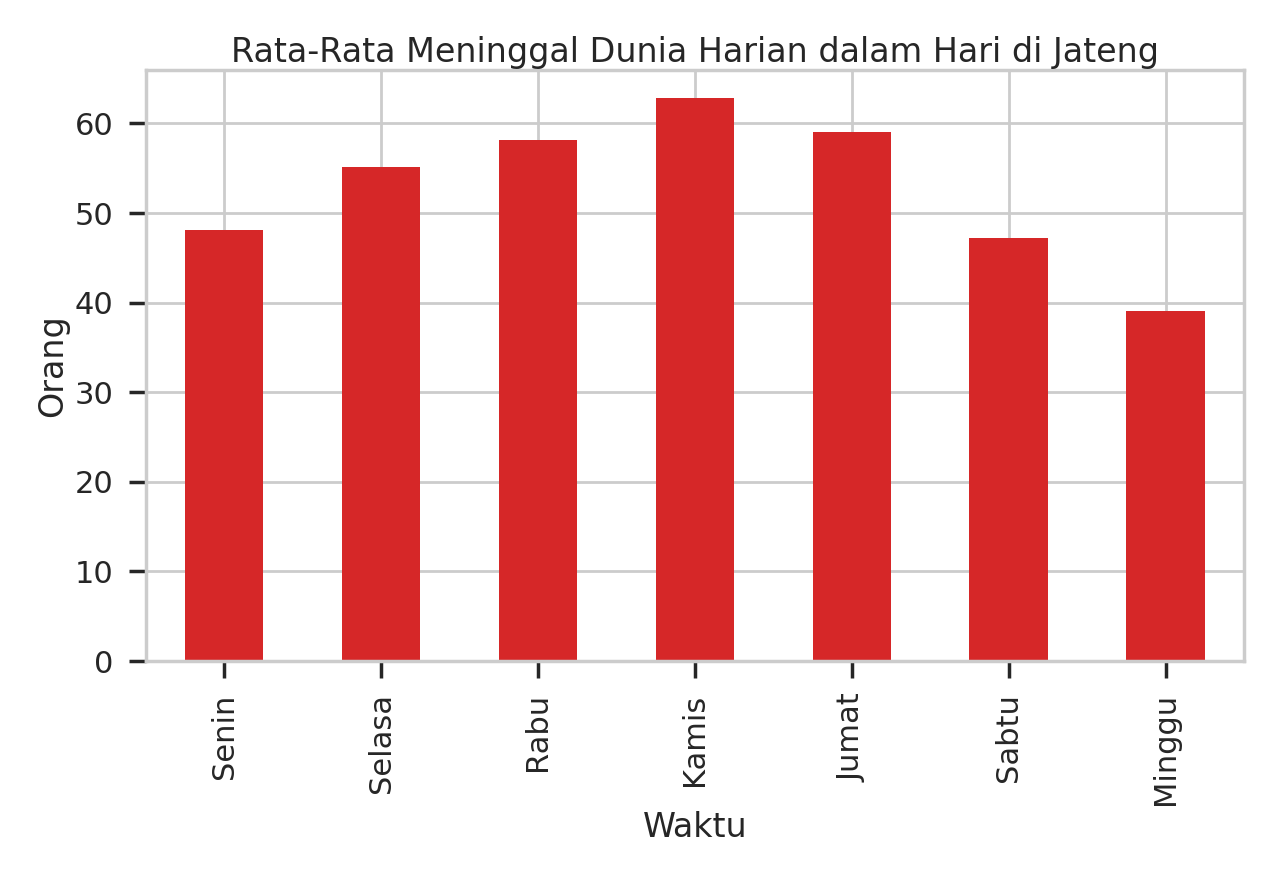 Rata-Rata Meninggal Dunia Harian dalam Hari di Jateng
60
50
40
30
20
10
0
Orang
Senin
Selasa
Rabu
Kamis
Jumat
Sabtu
Minggu
Waktu